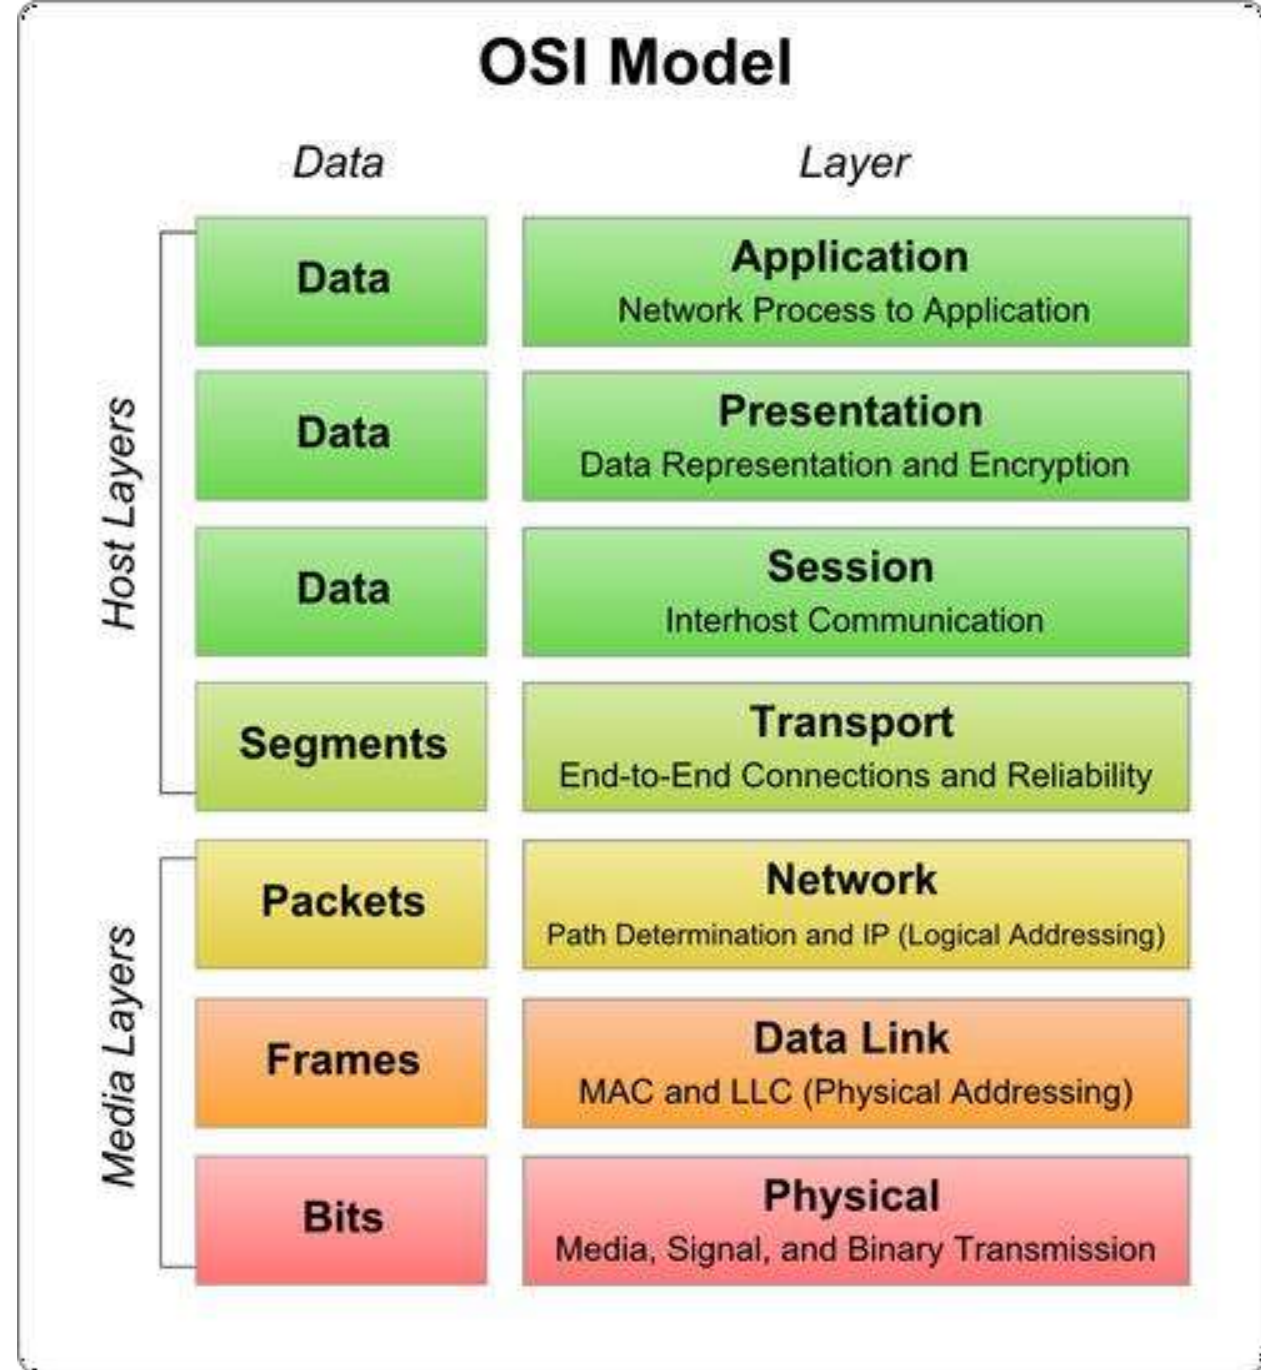 OSI Model
Data
Layer
Host Layers
Data
Application
Network Process to Application
Data
Presentation
Data Representation and Encryption
Data
Session
Interhost Communication
Segments
Transport
End-to-End Connections and Reliability
Media Layers
Packets
Network
Path Determination and IP (Logical Addressing)
Frames
Data Link
MAC and LLC (Physical Addressing)
Bits
Physical
Media, Signal, and Binary Transmission